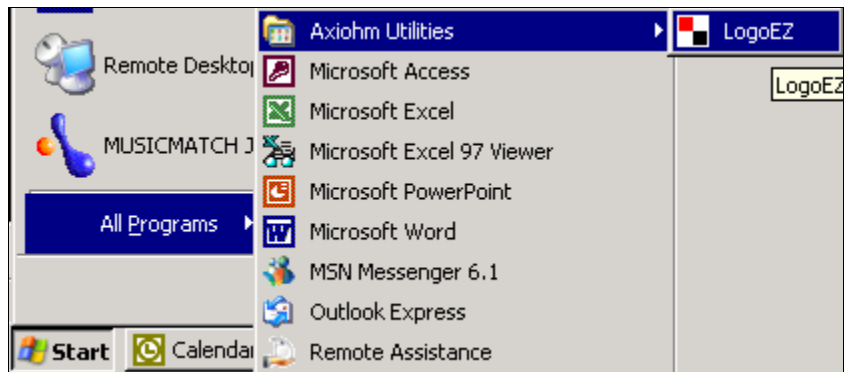 Remote Desktop
MUSICMATCH J
All Programs
Start
Calendar
Axiohm Utilities
Microsoft Access
Microsoft Excel
Microsoft Excel 97 Viewer
Microsoft PowerPoint
Microsoft Word
MSN Messenger 6.1
Outlook Express
Remote Assistance
LogoEZ
LogoEZ